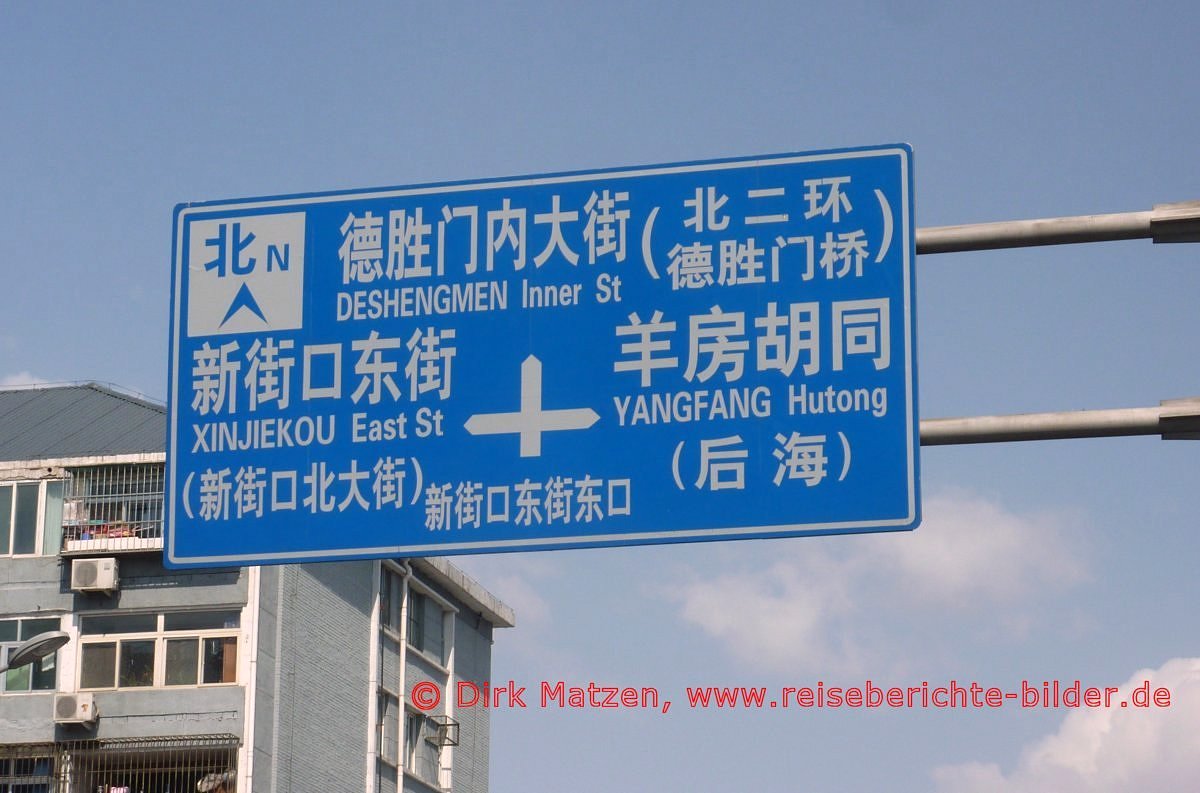 北 N
德胜门内大街(北二环
德胜门桥)
DESHENGMEN Inner St
新街口东街
XINJIEKOU East St
(新街口北大街)
羊房胡同
YANGFANG Hutong
(后海)
新街口东街东口
© Dirk Matzen, www.reiseberichte-bilder.de